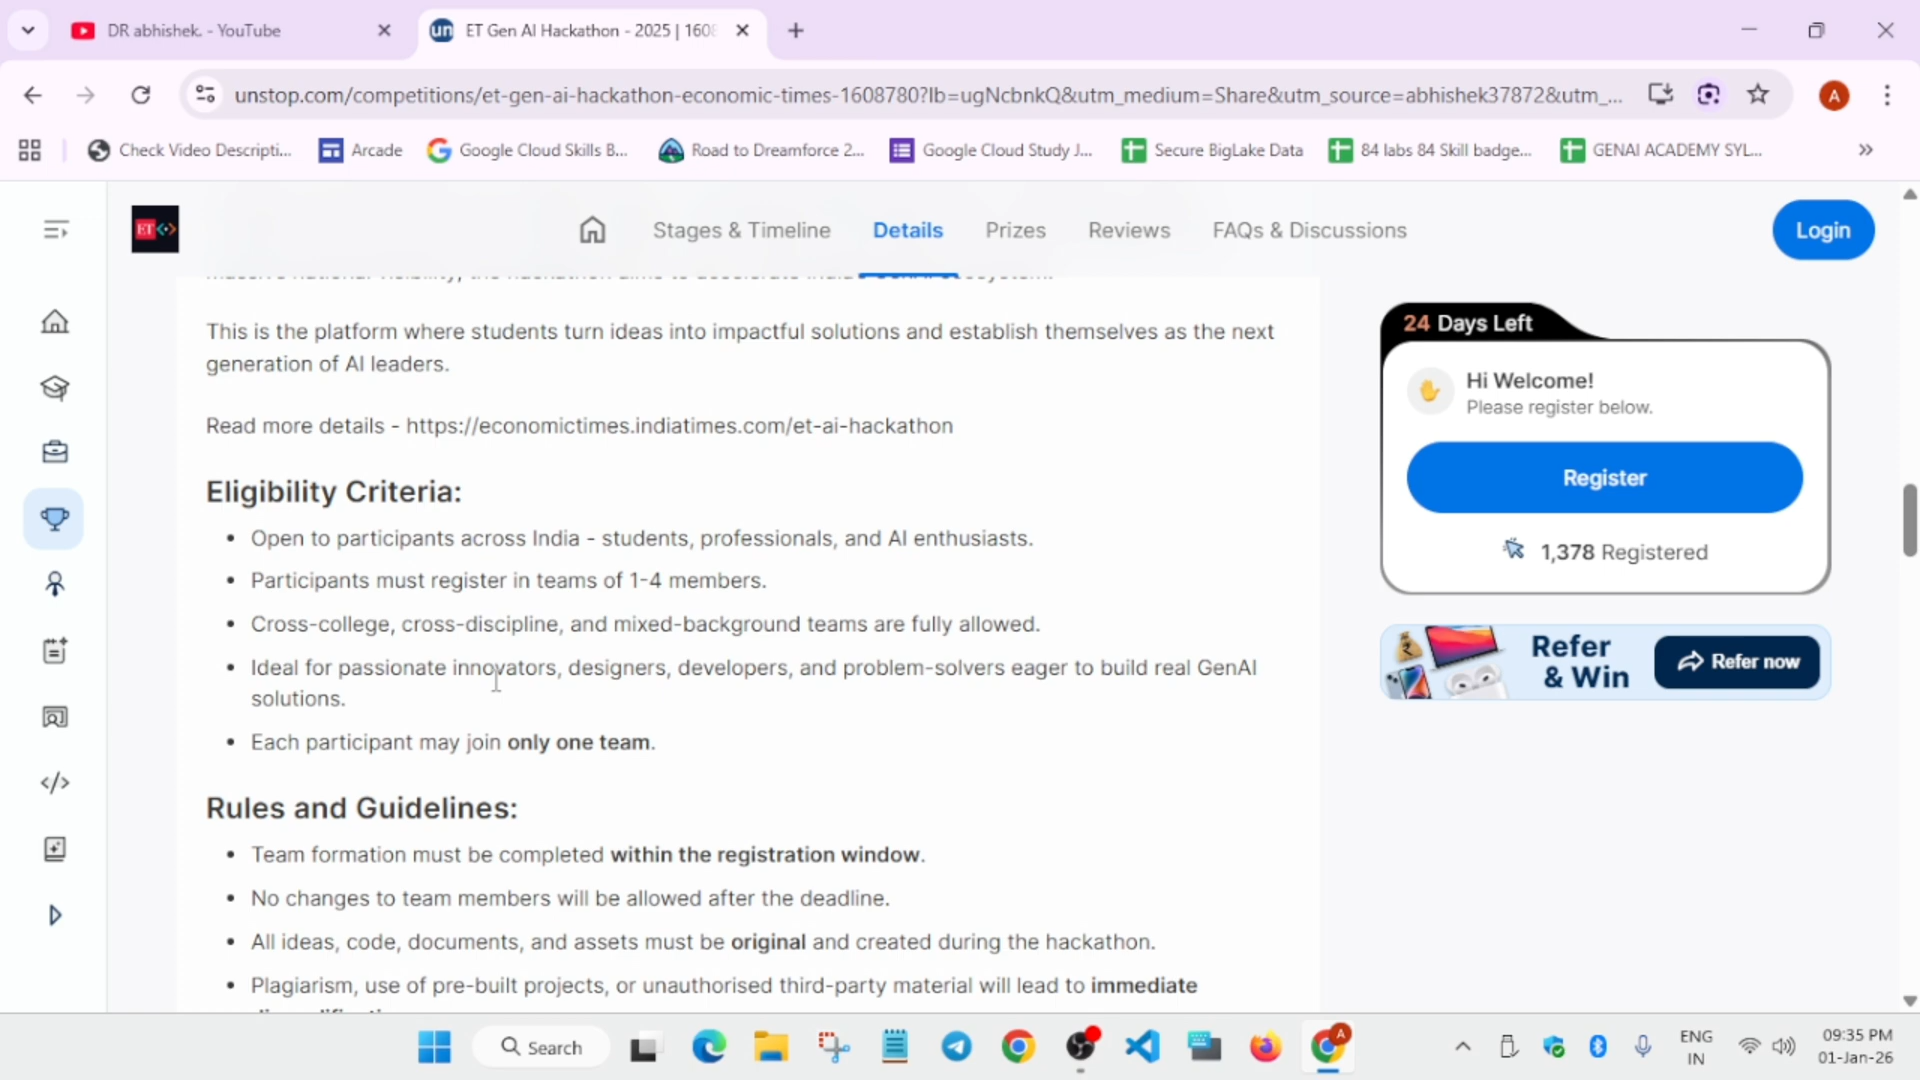 DR abhishek. - YouTube
ET Gen AI Hackathon - 2025 | 1608
unstop.com/competitions/et-gen-ai-hackathon-economic-times-1608780?lb=ugNcbnkQ&utm_medium=Share&utm_source=abhishek37872&utm_...
A
Check Video Descripti...
Arcade
Google Cloud Skills B...
Road to Dreamforce 2...
Google Cloud Study J...
Secure BigLake Data
84 labs 84 Skill badge...
GENAI ACADEMY SYL...
ET
Stages & Timeline
Details
Prizes
Reviews
FAQs & Discussions
Login
This is the platform where students turn ideas into impactful solutions and establish themselves as the next
generation of AI leaders.
Read more details - https://economictimes.indiatimes.com/et-ai-hackathon
Eligibility Criteria:
• Open to participants across India - students, professionals, and AI enthusiasts.
• Participants must register in teams of 1-4 members.
• Cross-college, cross-discipline, and mixed-background teams are fully allowed.
• Ideal for passionate innovators, designers, developers, and problem-solvers eager to build real GenAI
solutions.
• Each participant may join only one team.
Rules and Guidelines:
• Team formation must be completed within the registration window.
• No changes to team members will be allowed after the deadline.
• All ideas, code, documents, and assets must be original and created during the hackathon.
• Plagiarism, use of pre-built projects, or unauthorised third-party material will lead to immediate
24 Days Left
Hi Welcome!
Please register below.
Register
1,378 Registered
Refer
& Win
Refer now
Search
A
ENG
IN
09:35 PM
01-Jan-26